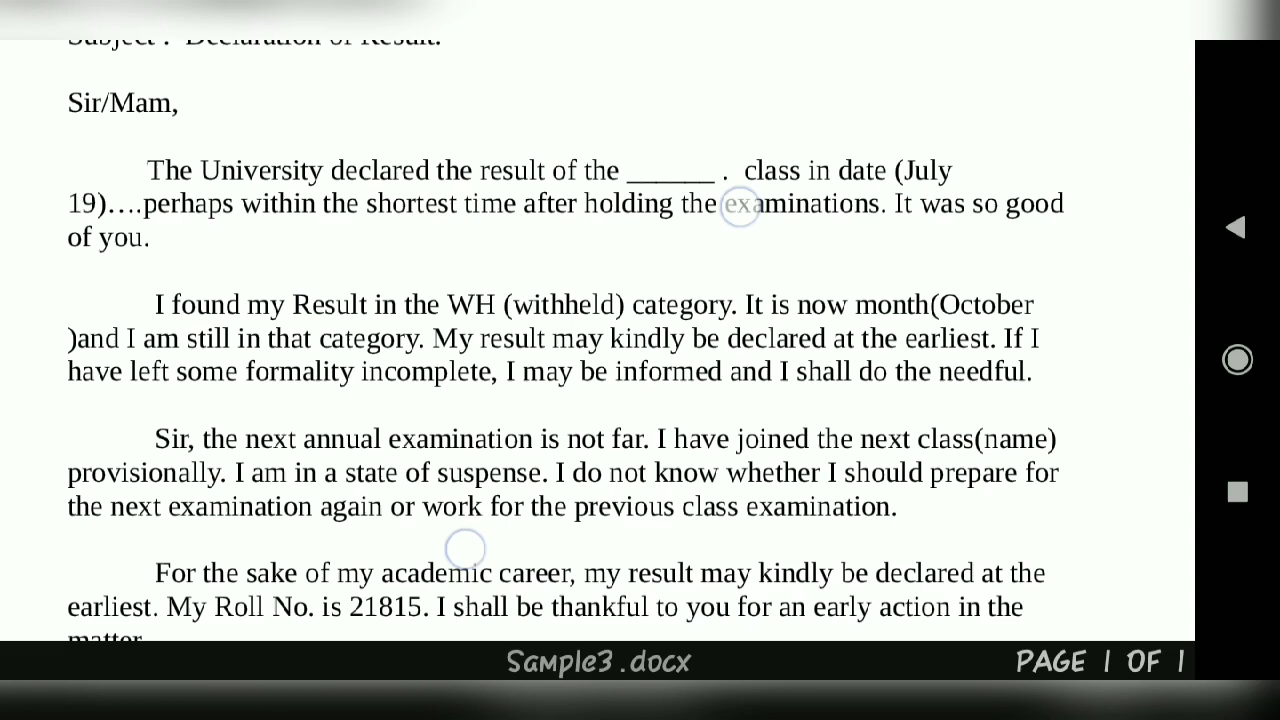 Subject : Declaration of Result.
Sir/Mam,
The University declared the result of the ______ . class in date (July
19)....perhaps within the shortest time after holding the examinations. It was so good
of you.
I found my Result in the WH (withheld) category. It is now month(October
)and I am still in that category. My result may kindly be declared at the earliest. If I
have left some formality incomplete, I may be informed and I shall do the needful.
Sir, the next annual examination is not far. I have joined the next class(name)
provisionally. I am in a state of suspense. I do not know whether I should prepare for
the next examination again or work for the previous class examination.
For the sake of my academic career, my result may kindly be declared at the
earliest. My Roll No. is 21815. I shall be thankful to you for an early action in the
matter.
Sample3.docx
PAGE 1 OF 1